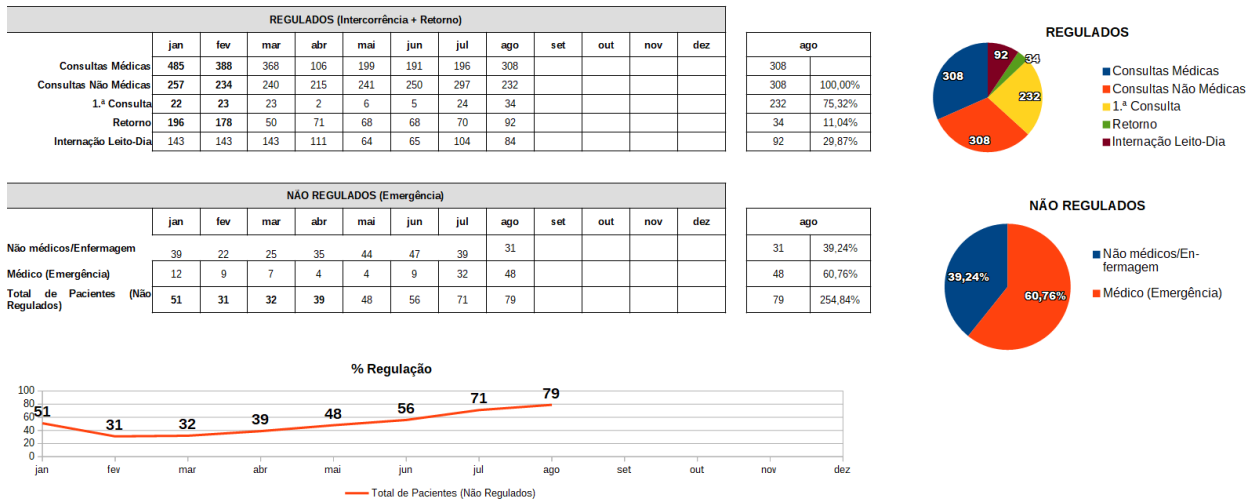 REGULADOS (Intercorrência + Retorno)
jan fev mar abr mai jun jul ago set out nov dez ago
Consultas Médicas 485 388 368 106 199 191 196 308 308
Consultas Não Médicas 257 234 240 215 241 250 297 232 308 100,00%
1.ª Consulta 22 23 23 2 6 5 24 34 232 75,32%
Retorno 196 178 50 71 68 68 70 92 34 11,04%
Internação Leito-Dia 143 143 143 111 64 65 104 84 92 29,87%
REGULADOS
92
34
308
232
308
Consultas Médicas
Consultas Não Médicas
1.ª Consulta
Retorno
Internação Leito-Dia
NÃO REGULADOS (Emergência)
jan fev mar abr mai jun jul ago set out nov dez ago
Não médicos/Enfermagem 39 22 25 35 44 47 39 31 31 39,24%
Médico (Emergência) 12 9 7 4 4 9 32 48 48 60,76%
Total de Pacientes (Não
Regulados) 51 31 32 39 48 56 71 79 79 254,84%
NÃO REGULADOS
39,24%
60,76%
Não médicos/En-
fermagem
Médico (Emergência)
% Regulação
100
80
60
40
20
0
51 31 32 39 48 56 71 79
jan fev mar abr mai jun jul ago set out nov dez
Total de Pacientes (Não Regulados)